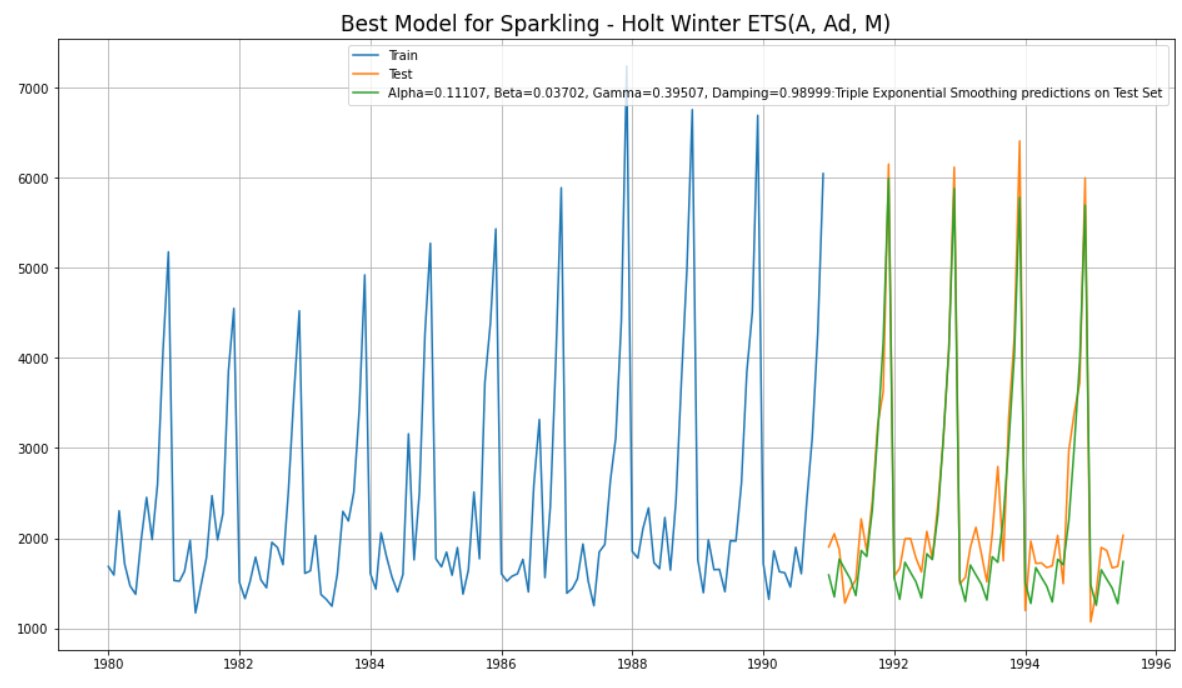 Best Model for Sparkling - Holt Winter ETS(A, Ad, M)
Train
Test
Alpha=0.11107, Beta=0.03702, Gamma=0.39507, Damping=0.98999:Triple Exponential Smoothing predictions on Test Set
7000
6000
5000
4000
3000
2000
1000
1980 1982 1984 1986 1988 1990 1992 1994 1996